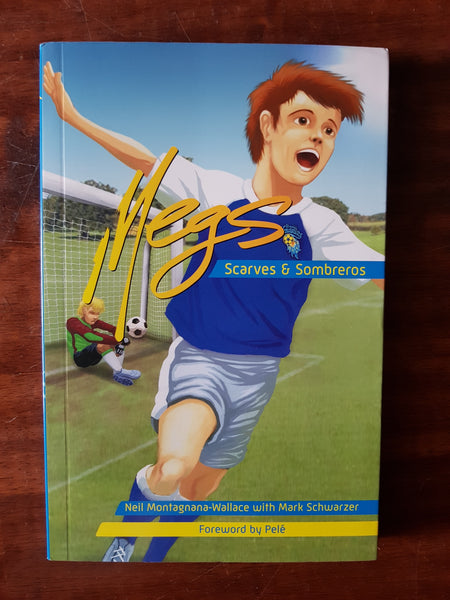 Megs
Scarves & Sombreros
Neil Montagnana-Wallace with Mark Schwarzer
Foreword by Pelé